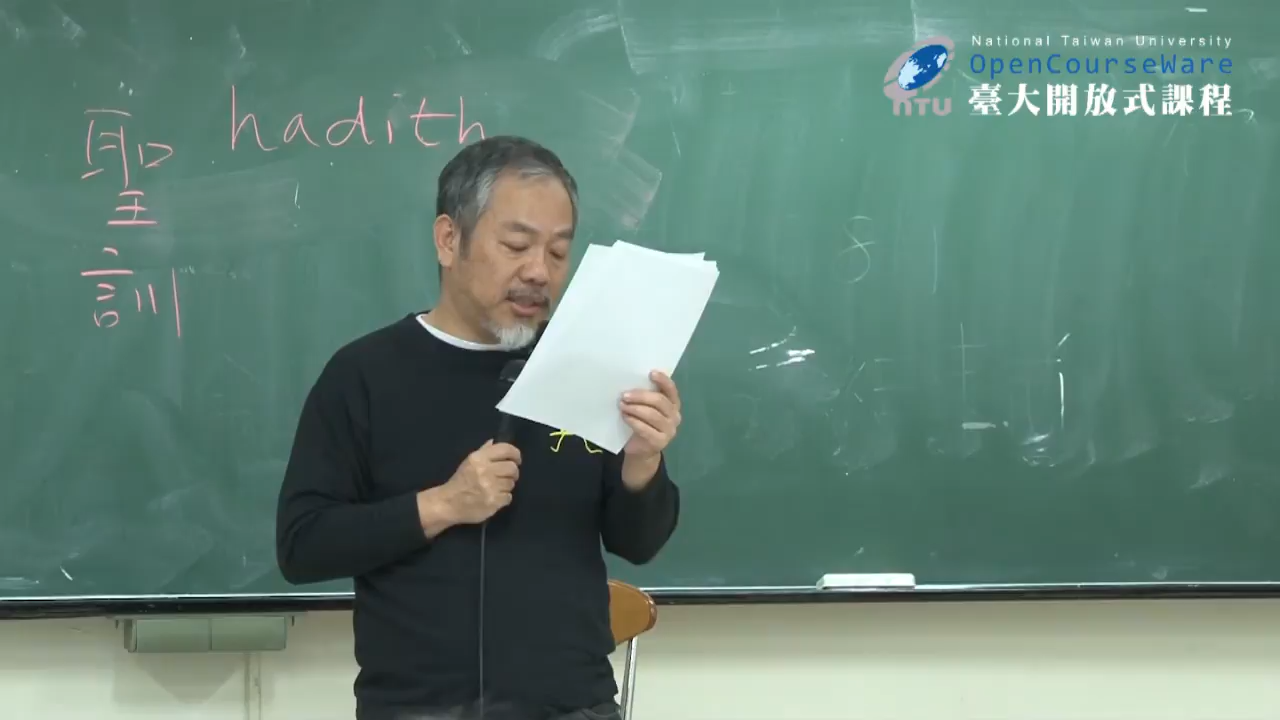 聖訓
hadith
National Taiwan University
OpenCourseWare
NTU
臺大開放式課程